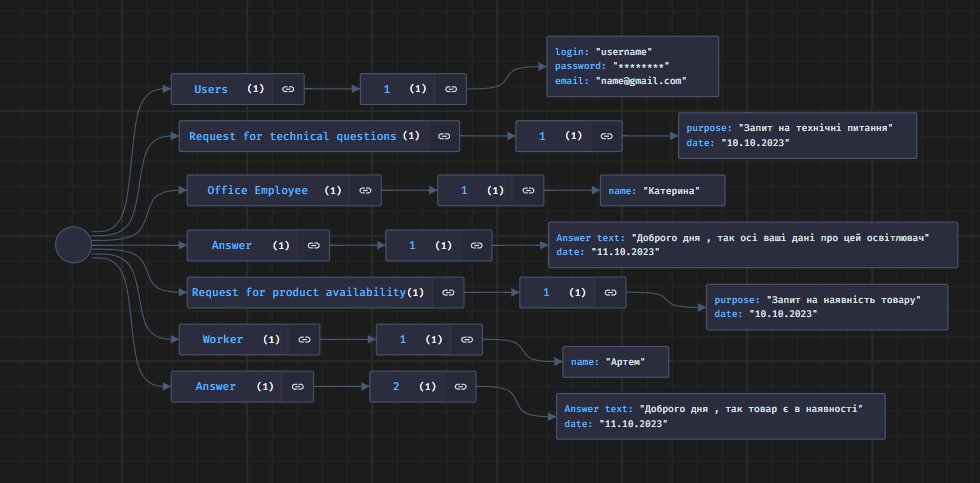 login: "username"
password: "********"
email: "name@gmail.com"
Users (1) 1 (1)
Request for technical questions (1) 1 (1)
purpose: "Запит на технічні питання"
date: "10.10.2023"
Office Employee (1) 1 (1) name: "Катерина"
Answer (1) 1 (1)
Answer text: "Доброго дня , так осі ваші дані про цей освітлювач"
date: "11.10.2023"
Request for product availability(1) 1 (1)
purpose: "Запит на наявність товару"
date: "10.10.2023"
Worker (1) 1 (1)
name: "Артем"
Answer (1) 2 (1)
Answer text: "Доброго дня , так товар є в наявності"
date: "11.10.2023"